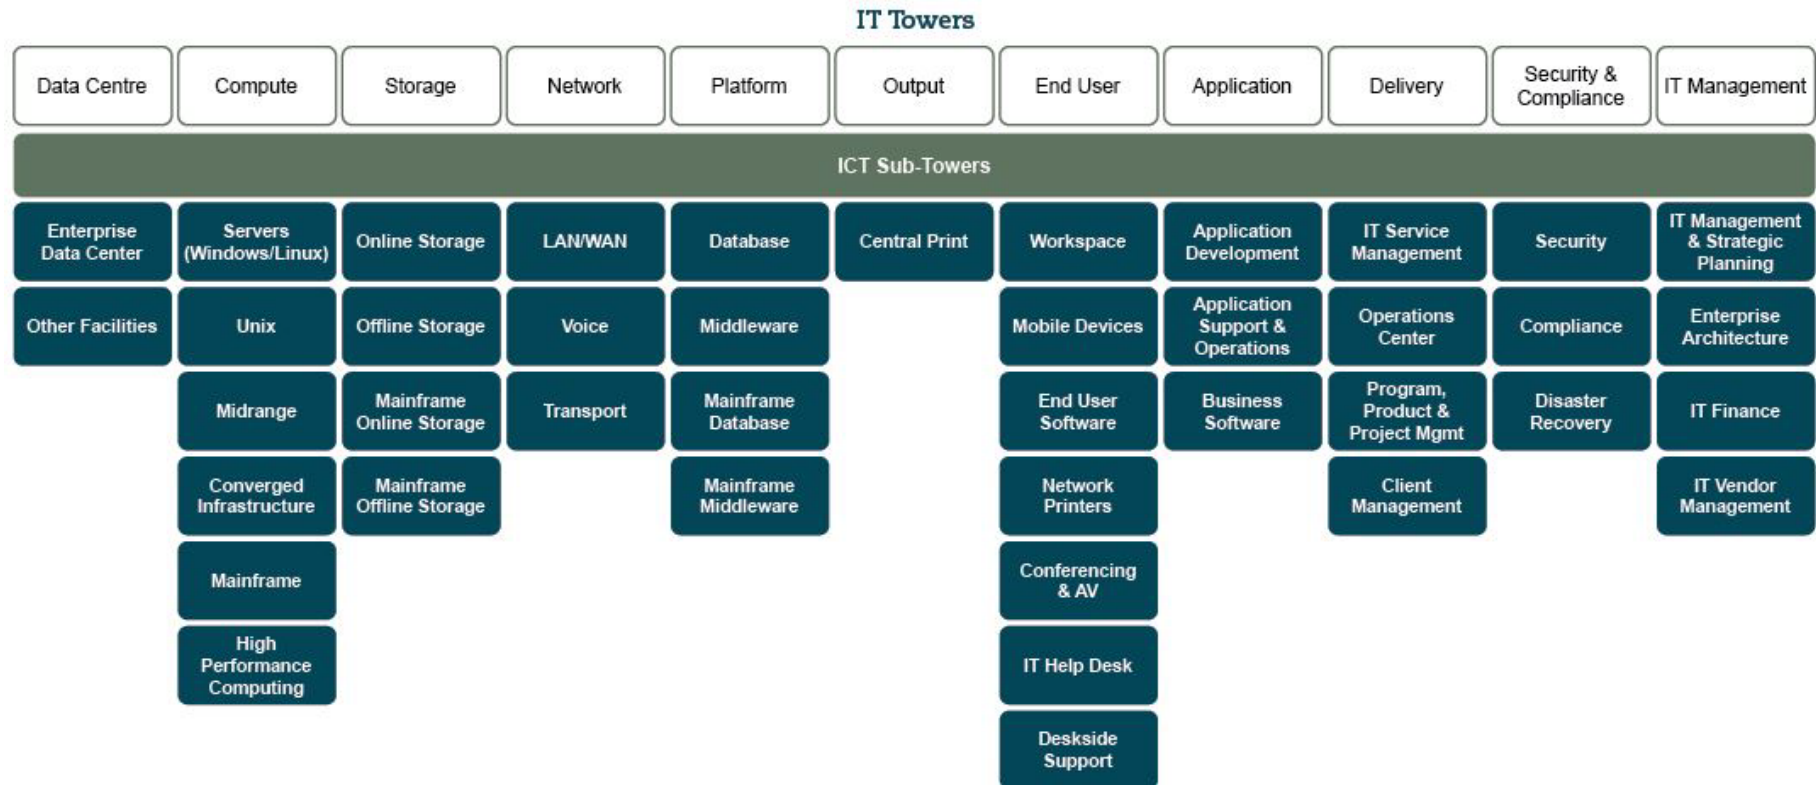 IT Towers
Data Centre
Compute
Storage
Network
Platform
Output
End User
Application
Delivery
Security &
Compliance
IT Management
ICT Sub-Towers
Enterprise
Data Center
Servers
(Windows/Linux)
Online Storage
LAN/WAN
Database
Central Print
Workspace
Application
Development
IT Service
Management
Security
IT Management
& Strategic
Planning
Other Facilities
Unix
Offline Storage
Voice
Middleware
Mobile Devices
Application
Support &
Operations
Operations
Center
Compliance
Enterprise
Architecture
Midrange
Mainframe
Online Storage
Transport
Mainframe
Database
End User
Software
Business
Software
Program,
Product &
Project Mgmt
Disaster
Recovery
IT Finance
Converged
Infrastructure
Mainframe
Offline Storage
Mainframe
Middleware
Network
Printers
Client
Management
IT Vendor
Management
Mainframe
Conferencing
& AV
High
Performance
Computing
IT Help Desk
Deskside
Support